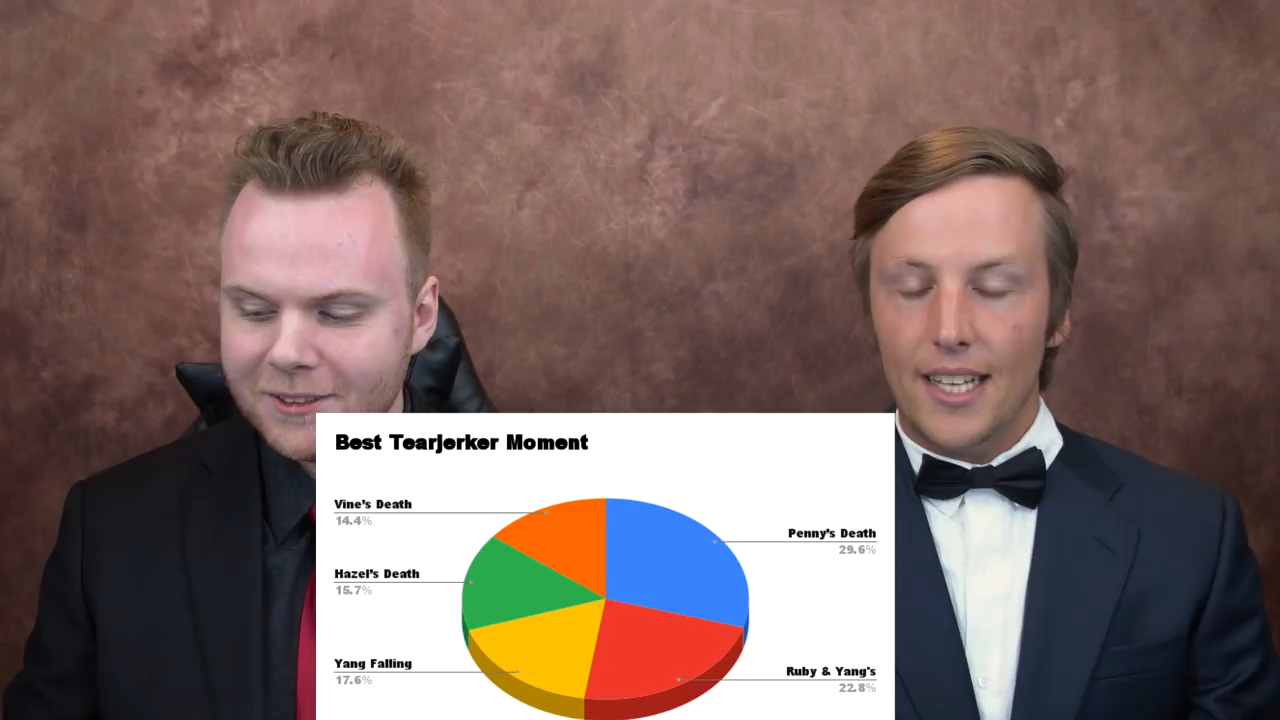 Best Tearjerker Moment
Vine's Death
14.4%
Penny's Death
29.6%
Hazel's Death
15.7%
Yang Falling
17.6%
Ruby & Yang's
22.8%